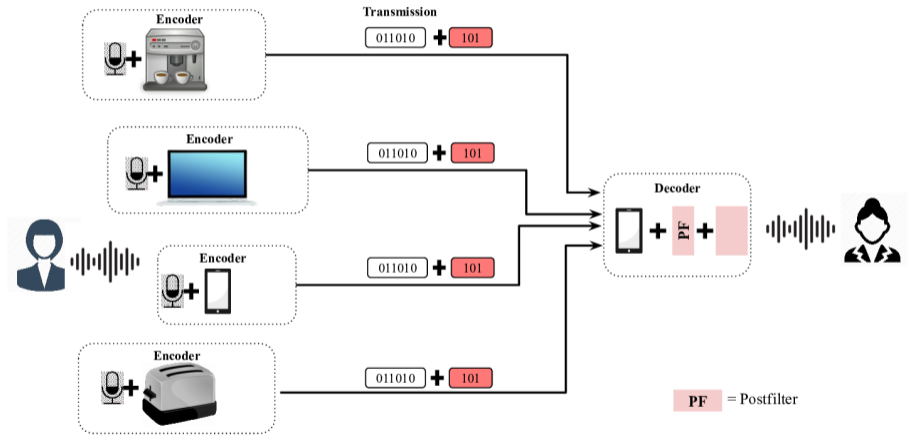 Encoder
Transmission
011010 + 101
Encoder
011010 + 101
Decoder
PF
Encoder
011010 + 101
Encoder
011010 + 101
PF = Postfilter